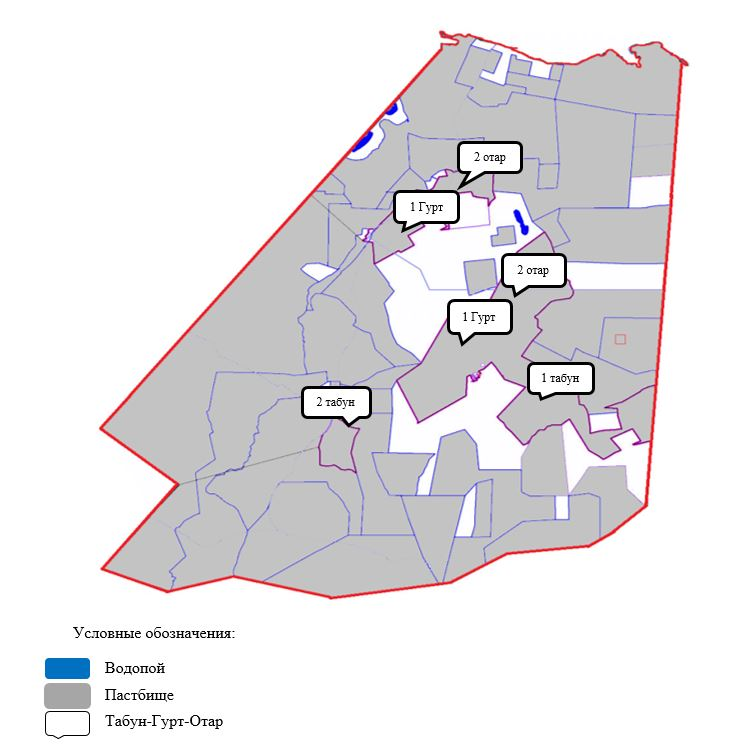 2 отар
1 Гурт
2 отар
1 Гурт
1 табун
2 табун
Условные обозначения:
Водопой
Пастбище
Табун-Гурт-Отар